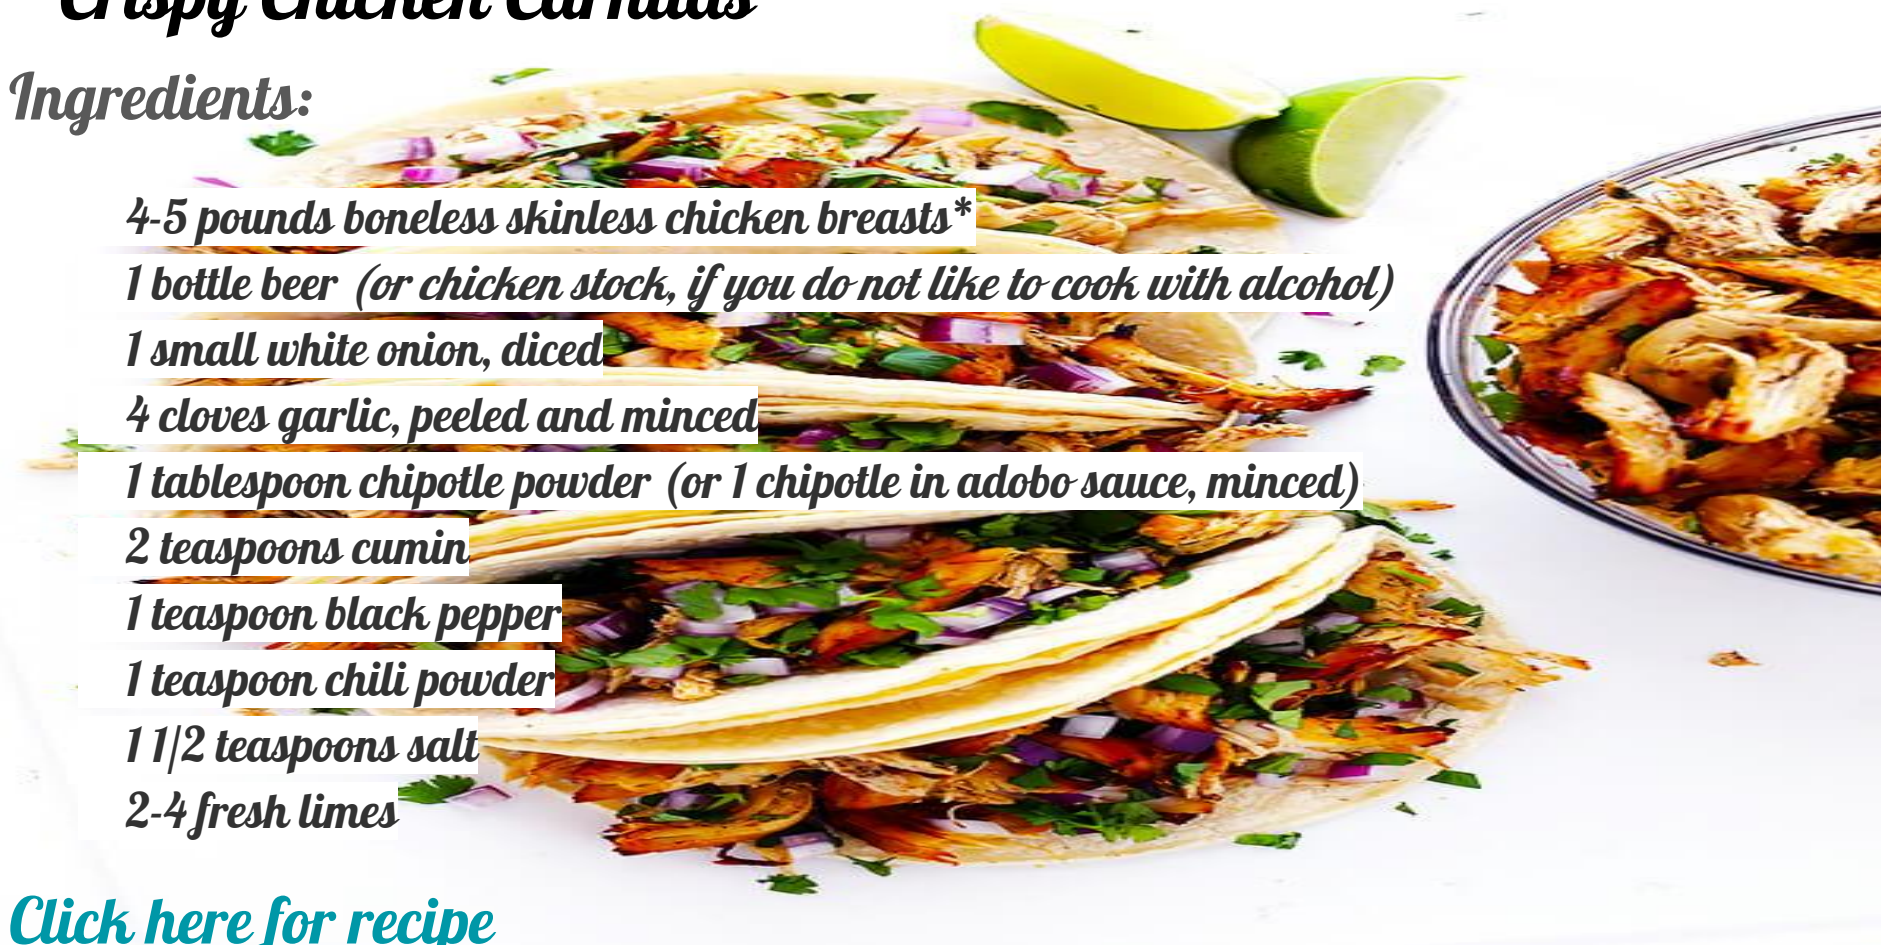 Crispy Chicken Carnitas
Ingredients:
4-5 pounds boneless skinless chicken breasts*
1 bottle beer (or chicken stock, if you do not like to cook with alcohol)
1 small white onion, diced
4 cloves garlic, peeled and minced
1 tablespoon chipotle powder (or 1 chipotle in adobo sauce, minced)
2 teaspoons cumin
1 teaspoon black pepper
1 teaspoon chili powder
1 1/2 teaspoons salt
2-4 fresh limes
Click here for recipe